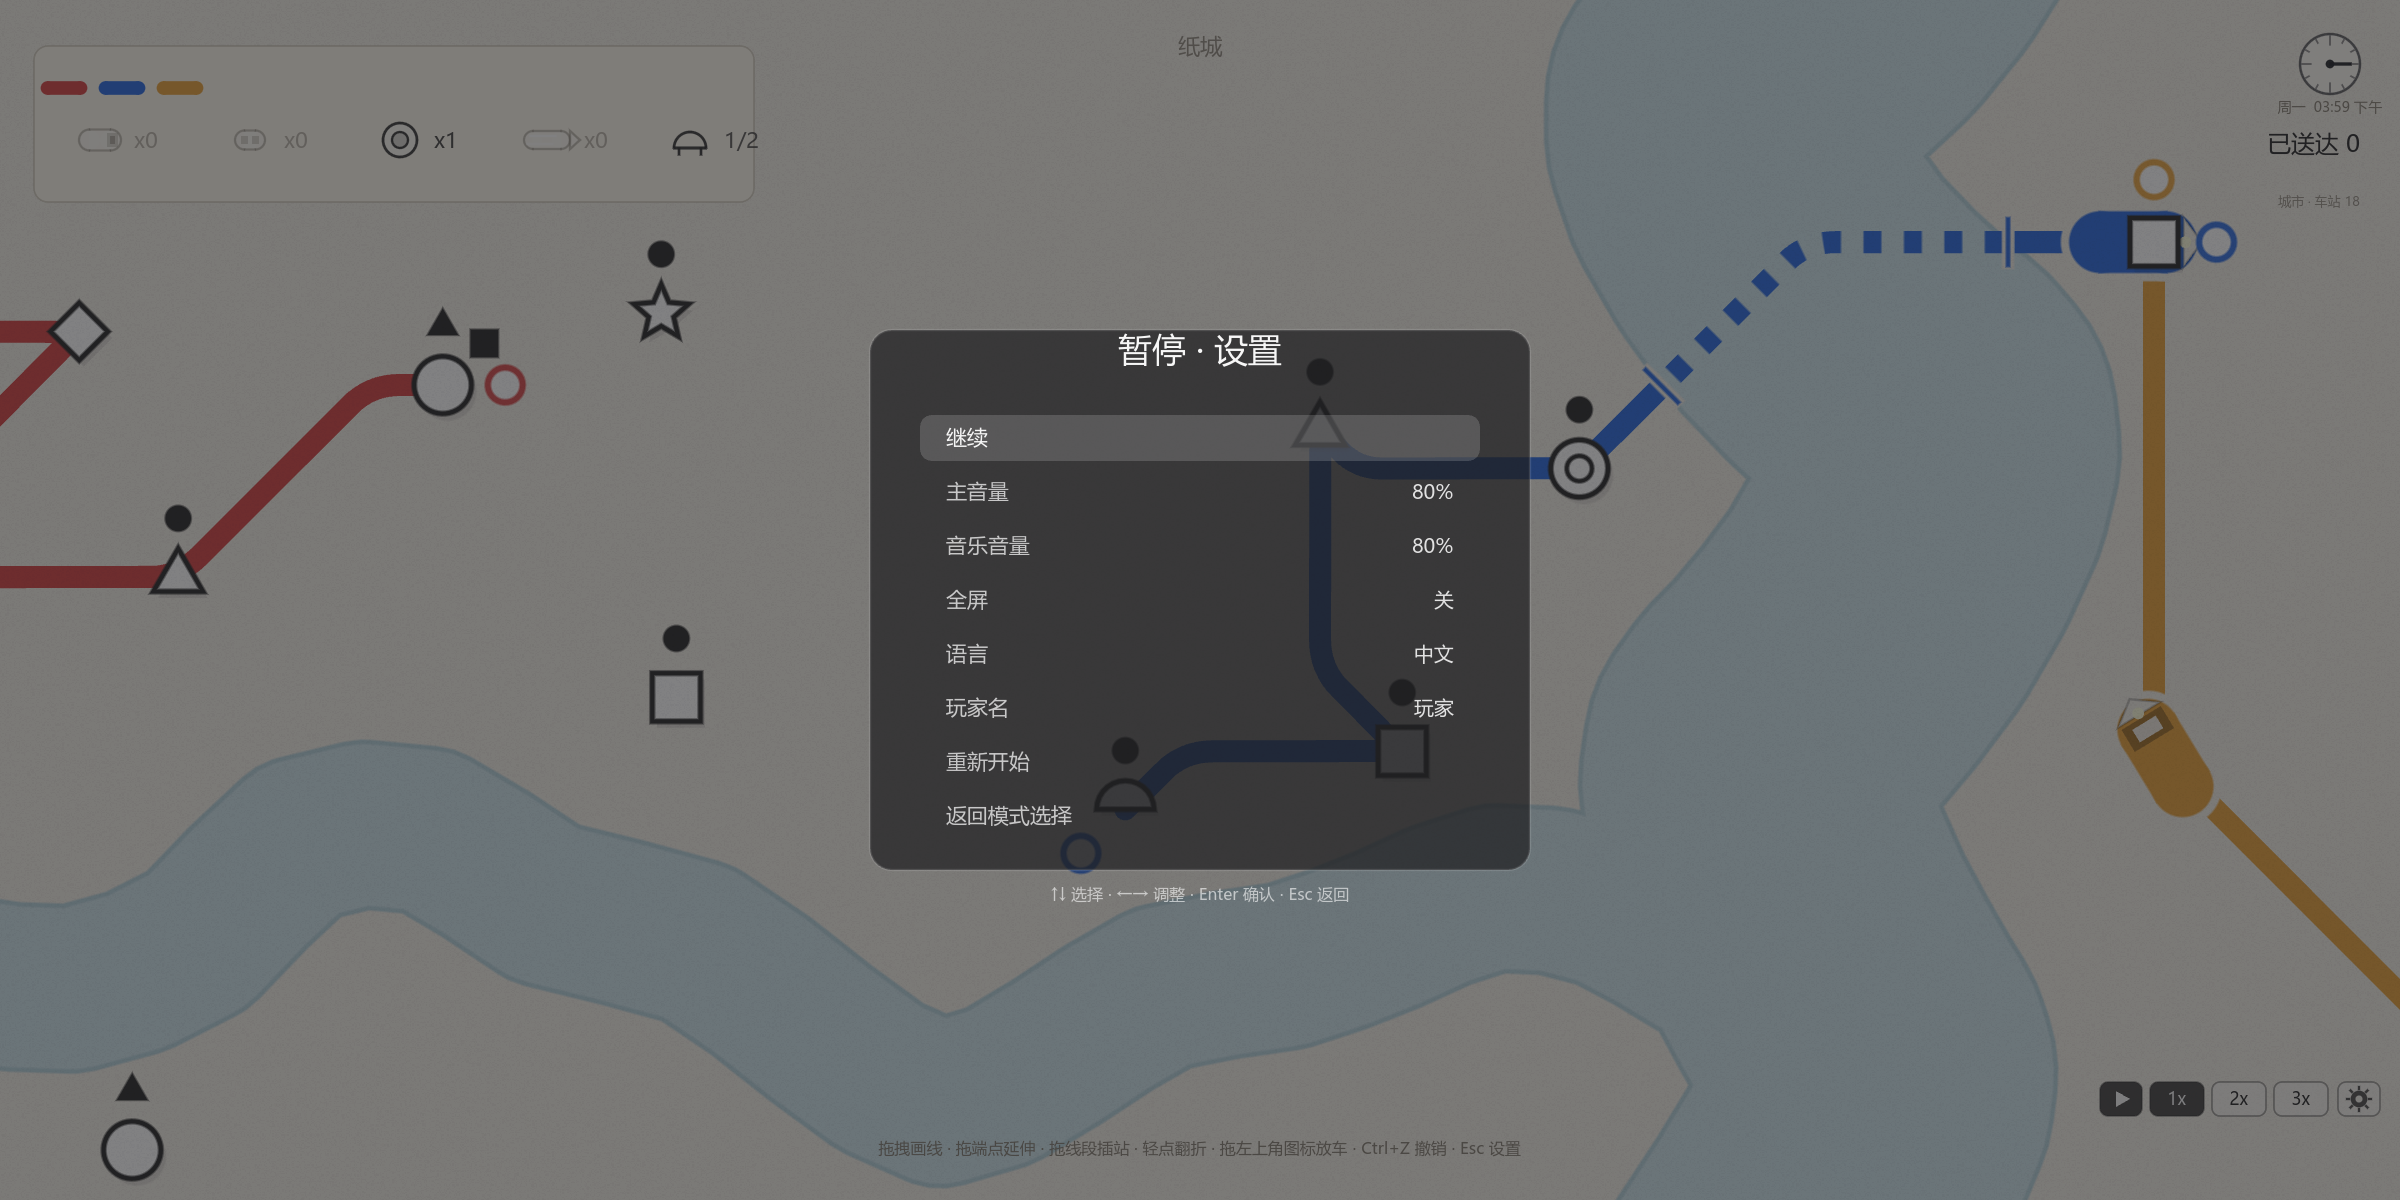 纸城
x0
x0
x1
x0
1/2
周一 03:59 下午
已送达 0
城市 · 车站 18
暂停 · 设置
继续
主音量 80%
音乐音量 80%
全屏 关
语言 中文
玩家名 玩家
重新开始
返回模式选择
↑↓ 选择 · ←→ 调整 · Enter 确认 · Esc 返回
1x 2x 3x
拖拽画线 · 拖端点延伸 · 拖线段插站 · 轻点翻折 · 拖左上角图标放车 · Ctrl+Z 撤销 · Esc 设置